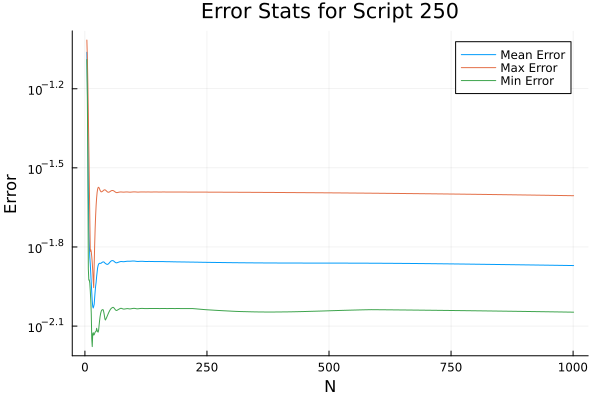 Error Stats for Script 250
Mean Error
Max Error
Min Error
10^−1.2
10^−1.5
10^−1.8
10^−2.1
Error
0 250 500 750 1000
N